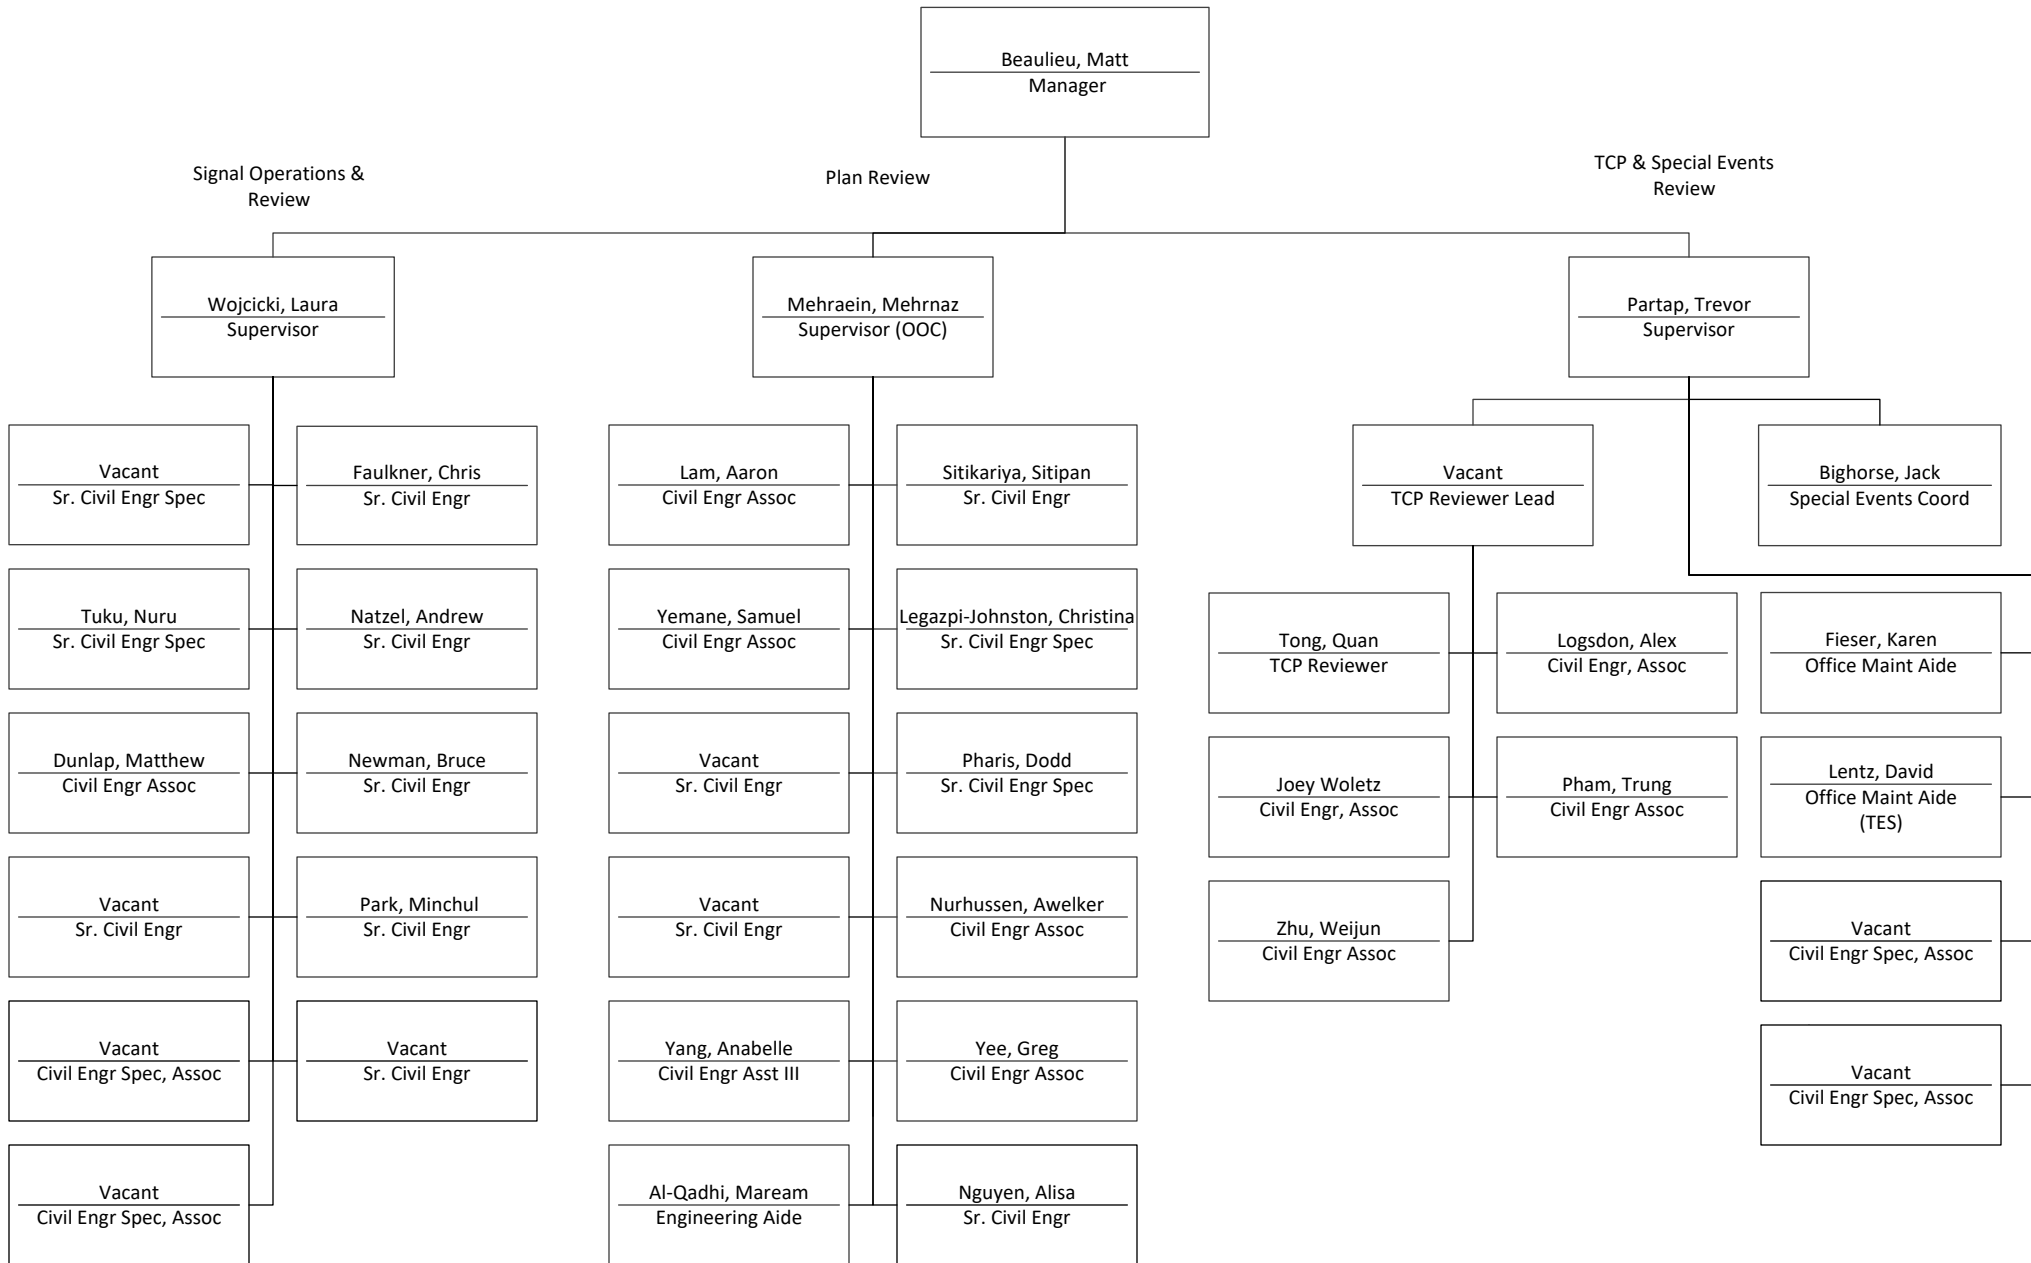 Beaulieu, Matt
Manager
Signal Operations &
Review
Plan Review
TCP & Special Events
Review
Wojcicki, Laura
Supervisor
Mehraein, Mehrnaz
Supervisor (OOC)
Partap, Trevor
Supervisor
Vacant
Sr. Civil Engr Spec
Faulkner, Chris
Sr. Civil Engr
Lam, Aaron
Civil Engr Assoc
Sitikariya, Sitipan
Sr. Civil Engr
Vacant
TCP Reviewer Lead
Bighorse, Jack
Special Events Coord
Tuku, Nuru
Sr. Civil Engr Spec
Natzel, Andrew
Sr. Civil Engr
Yemane, Samuel
Civil Engr Assoc
Legazpi-Johnston, Christina
Sr. Civil Engr Spec
Tong, Quan
TCP Reviewer
Logsdon, Alex
Civil Engr, Assoc
Fieser, Karen
Office Maint Aide
Dunlap, Matthew
Civil Engr Assoc
Newman, Bruce
Sr. Civil Engr
Vacant
Sr. Civil Engr
Pharis, Dodd
Sr. Civil Engr Spec
Joey Woletz
Civil Engr, Assoc
Pham, Trung
Civil Engr Assoc
Lentz, David
Office Maint Aide
(TES)
Vacant
Sr. Civil Engr
Park, Minchul
Sr. Civil Engr
Vacant
Sr. Civil Engr
Nurhussen, Awelker
Civil Engr Assoc
Zhu, Weijun
Civil Engr Assoc
Vacant
Civil Engr Spec, Assoc
Vacant
Civil Engr Spec, Assoc
Vacant
Sr. Civil Engr
Yang, Anabelle
Civil Engr Asst III
Yee, Greg
Civil Engr Assoc
Vacant
Civil Engr Spec, Assoc
Vacant
Civil Engr Spec, Assoc
Al-Qadhi, Maream
Engineering Aide
Nguyen, Alisa
Sr. Civil Engr